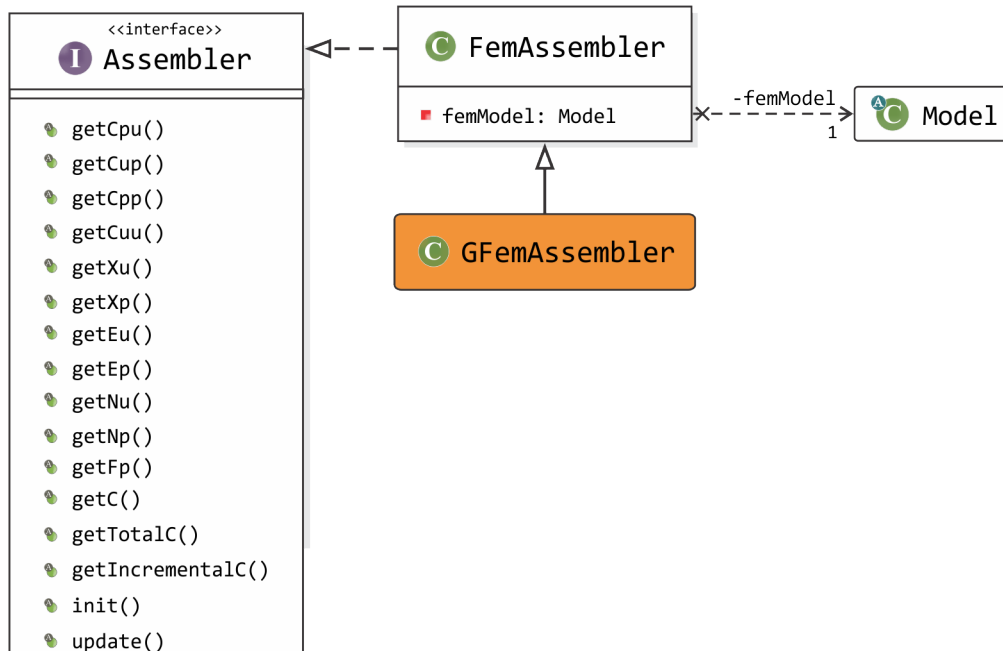 <<interface>>
I Assembler
getCpu()
getCup()
getCpp()
getCuu()
getXu()
getXp()
getEu()
getEp()
getNu()
getNp()
getFp()
getC()
getTotalC()
getIncrementalC()
init()
update()
C FemAssembler
femModel: Model
-femModel
1
A C Model
C GFemAssembler